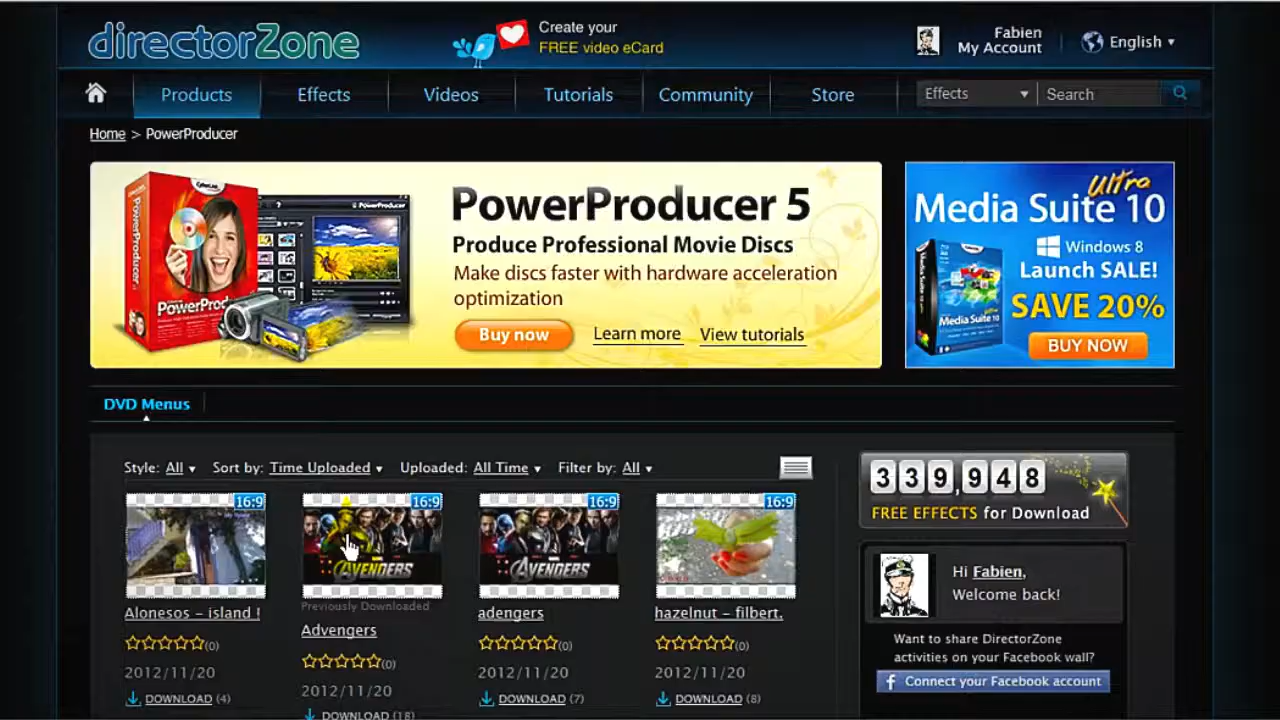 directorZone
Create your
FREE video eCard
Fabien
My Account
English
Products
Effects
Videos
Tutorials
Community
Store
Effects
Search
Home > PowerProducer
PowerProducer 5
Produce Professional Movie Discs
Make discs faster with hardware acceleration
optimization
Buy now
Learn more
View tutorials
Ultra
Media Suite 10
Windows 8
Launch SALE!
SAVE 20%
BUY NOW
DVD Menus
Style: All
Sort by: Time Uploaded
Uploaded: All Time
Filter by: All
16:9
16:9
16:9
16:9
AVENGERS
AVENGERS
Alonesos - island !
(0)
2012/11/20
DOWNLOAD (4)
Previously Downloaded
Advengers
(0)
2012/11/20
DOWNLOAD (18)
adengers
(0)
2012/11/20
DOWNLOAD (7)
hazelnut - filbert.
(0)
2012/11/20
DOWNLOAD (8)
339,948
FREE EFFECTS for Download
Hi Fabien,
Welcome back!
Want to share DirectorZone
activities on your Facebook wall?
f Connect your Facebook account